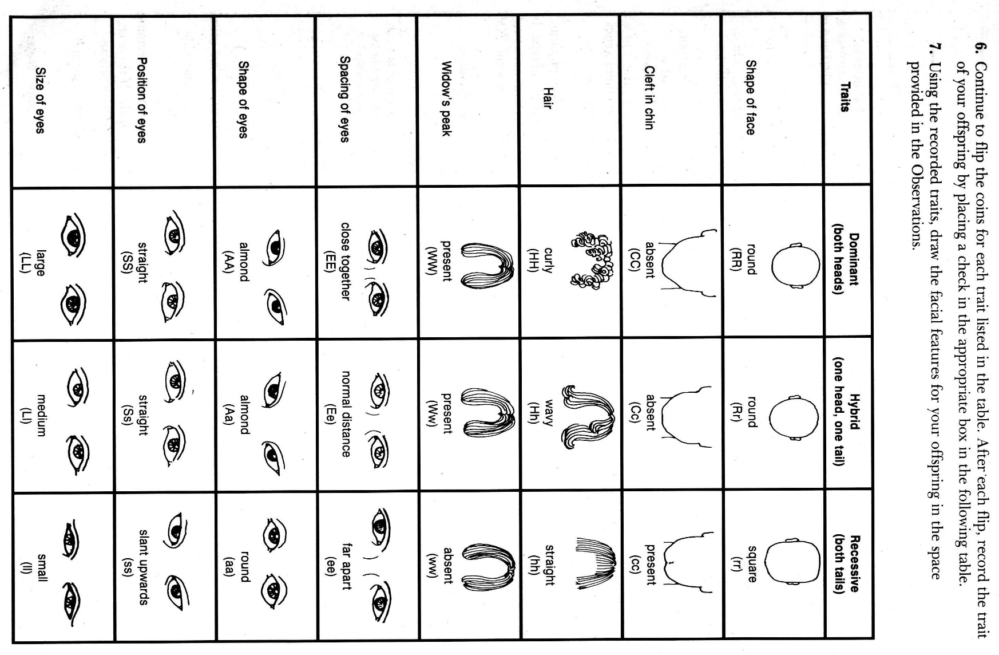 6. Continue to flip the coins for each trait listed in the table. After each flip, record the trait
of your offspring by placing a check in the appropriate box in the following table.
7. Using the recorded traits, draw the facial features for your offspring in the space
provided in the Observations.
Traits
Dominant
(both heads)
Hybrid
(one head, one tail)
Recessive
(both tails)
Shape of face
round
(RR)
round
(Rr)
square
(rr)
Cleft in chin
absent
(CC)
absent
(Cc)
present
(cc)
Hair
curly
(HH)
wavy
(Hh)
straight
(hh)
Widow's peak
present
(WW)
present
(Ww)
absent
(ww)
Spacing of eyes
close together
(EE)
normal distance
(Ee)
far apart
(ee)
Shape of eyes
almond
(AA)
almond
(Aa)
round
(aa)
Position of eyes
straight
(SS)
straight
(Ss)
slant upwards
(ss)
Size of eyes
large
(LL)
medium
(Ll)
small
(ll)